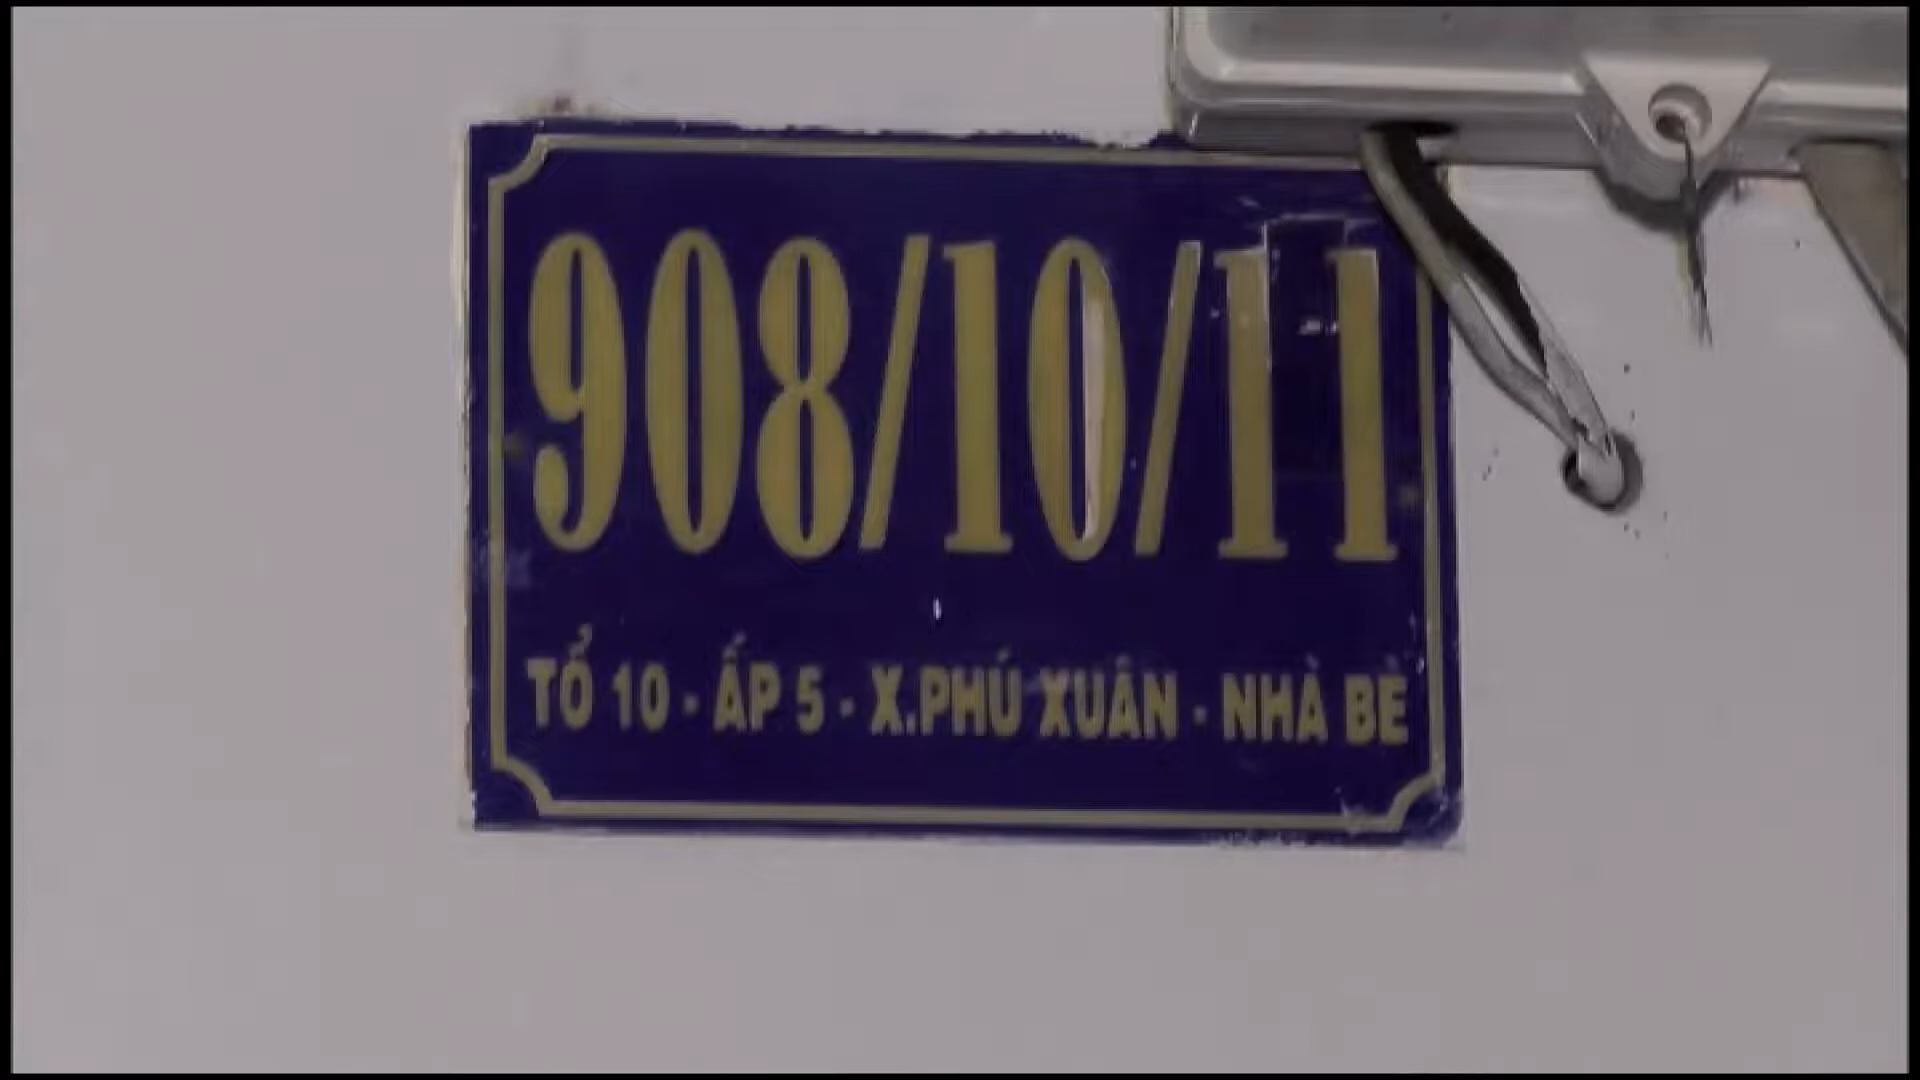 908/10/11
TỔ 10 - ẤP 5 - X.PHÚ XUÂN - NHÀ BÈ